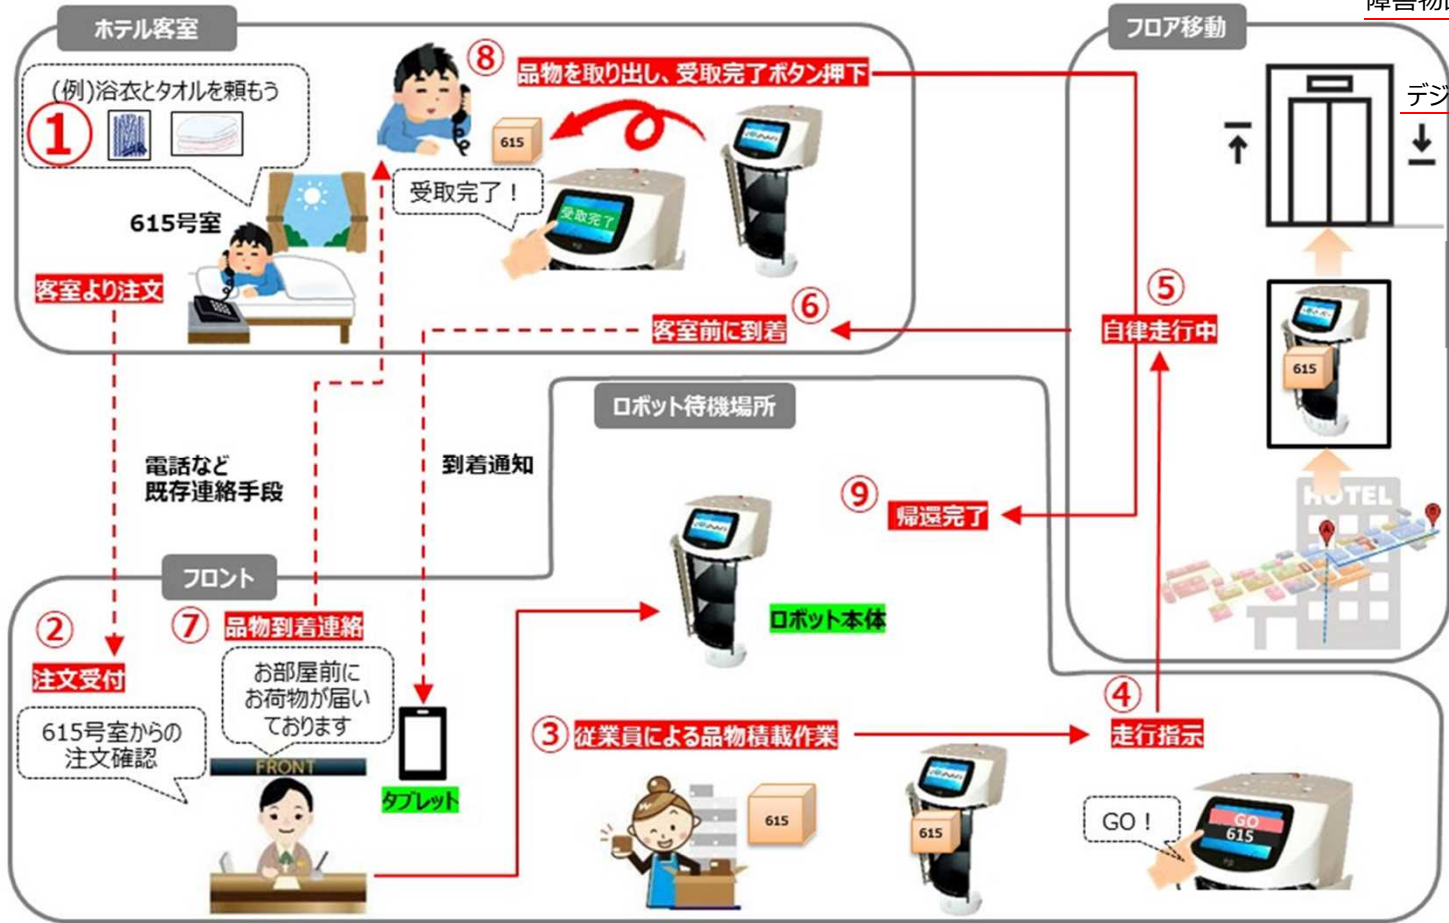 ホテル客室
(例)浴衣とタオルを頼もう
①
615号室
客室より注文
⑧
品物を取り出し、受取完了ボタン押下
615
受取完了！
受取完了
⑥
客室前に到着
フロア移動
⑤
自律走行中
615
HOTEL
A
B
電話など
既存連絡手段
到着通知
ロボット待機場所
⑨
帰還完了
ロボット本体
フロント
②
注文受付
615号室からの
注文確認
⑦
品物到着連絡
お部屋前に
お荷物が届い
ております
FRONT
タブレット
③
従業員による品物積載作業
615
615
④
走行指示
GO！
GO
615